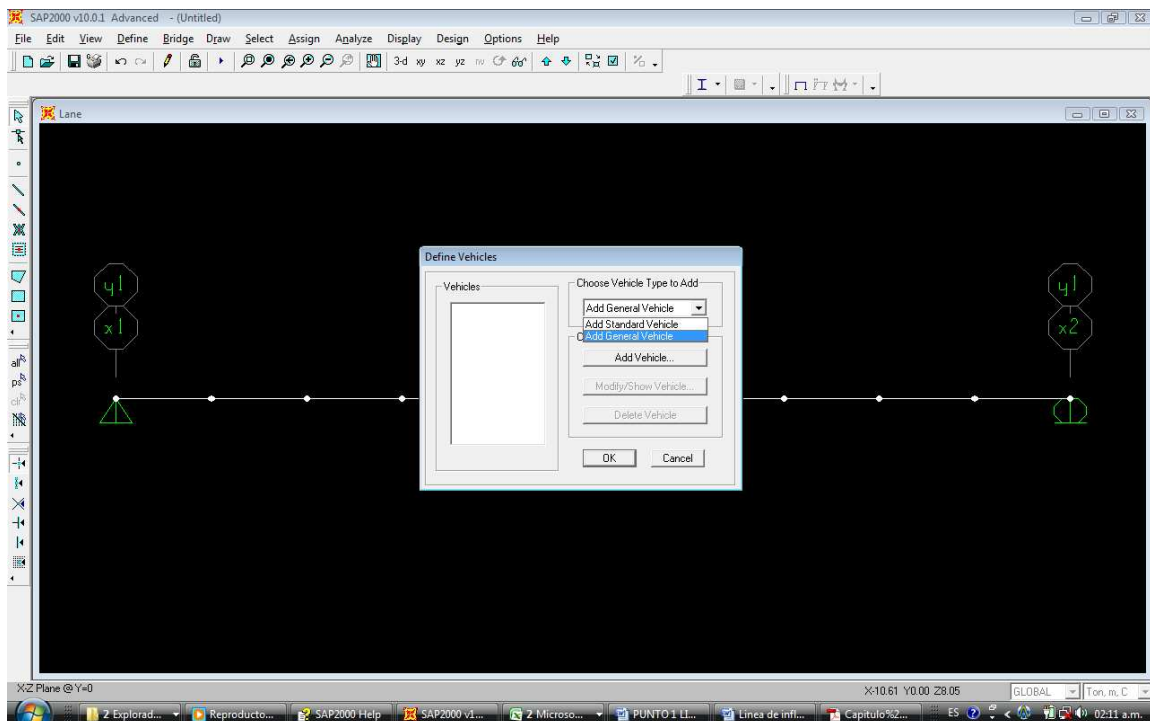 SAP2000 v10.0.1 Advanced - (Untitled)
File Edit View Define Bridge Draw Select Assign Analyze Display Design Options Help
3-d xy xz yz nv
Lane
all
ps
clr
y1
x1
y1
x2
Define Vehicles
Vehicles
Choose Vehicle Type to Add
Add General Vehicle
Add Standard Vehicle
Add General Vehicle
Add Vehicle...
Modify/Show Vehicle...
Delete Vehicle
OK Cancel
X-Z Plane @ Y=0
X-10.61 Y0.00 Z8.05
GLOBAL
Ton, m, C
2 Explorad... Reproducto... SAP2000 Help SAP2000 v1... 2 Microso... PUNTO 1 LI... Linea de infl... Capitulo%2... ES 02:11 a.m.